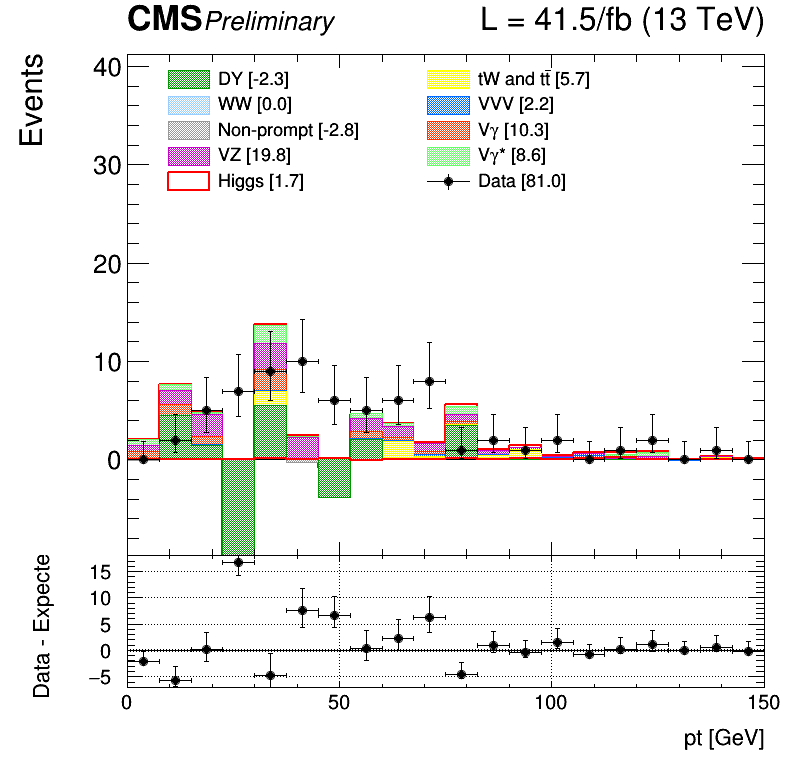 CMS Preliminary L = 41.5/fb (13 TeV)
Events
40
30
20
10
0
DY [-2.3]
WW [0.0]
Non-prompt [-2.8]
VZ [19.8]
Higgs [1.7]
tW and tt̄ [5.7]
VVV [2.2]
Vγ [10.3]
Vγ* [8.6]
Data [81.0]
Data - Expecte
15
10
5
0
−5
0 50 100 150
pt [GeV]